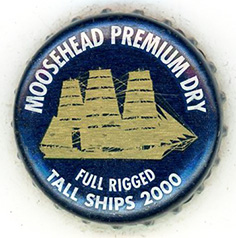 MOOSEHEAD PREMIUM DRY
FULL RIGGED
TALL SHIPS 2000